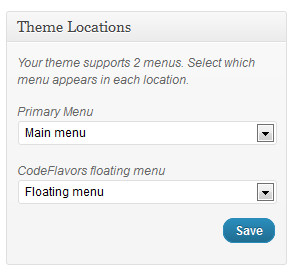 Theme Locations
Your theme supports 2 menus. Select which
menu appears in each location.
Primary Menu
Main menu
CodeFlavors floating menu
Floating menu
Save